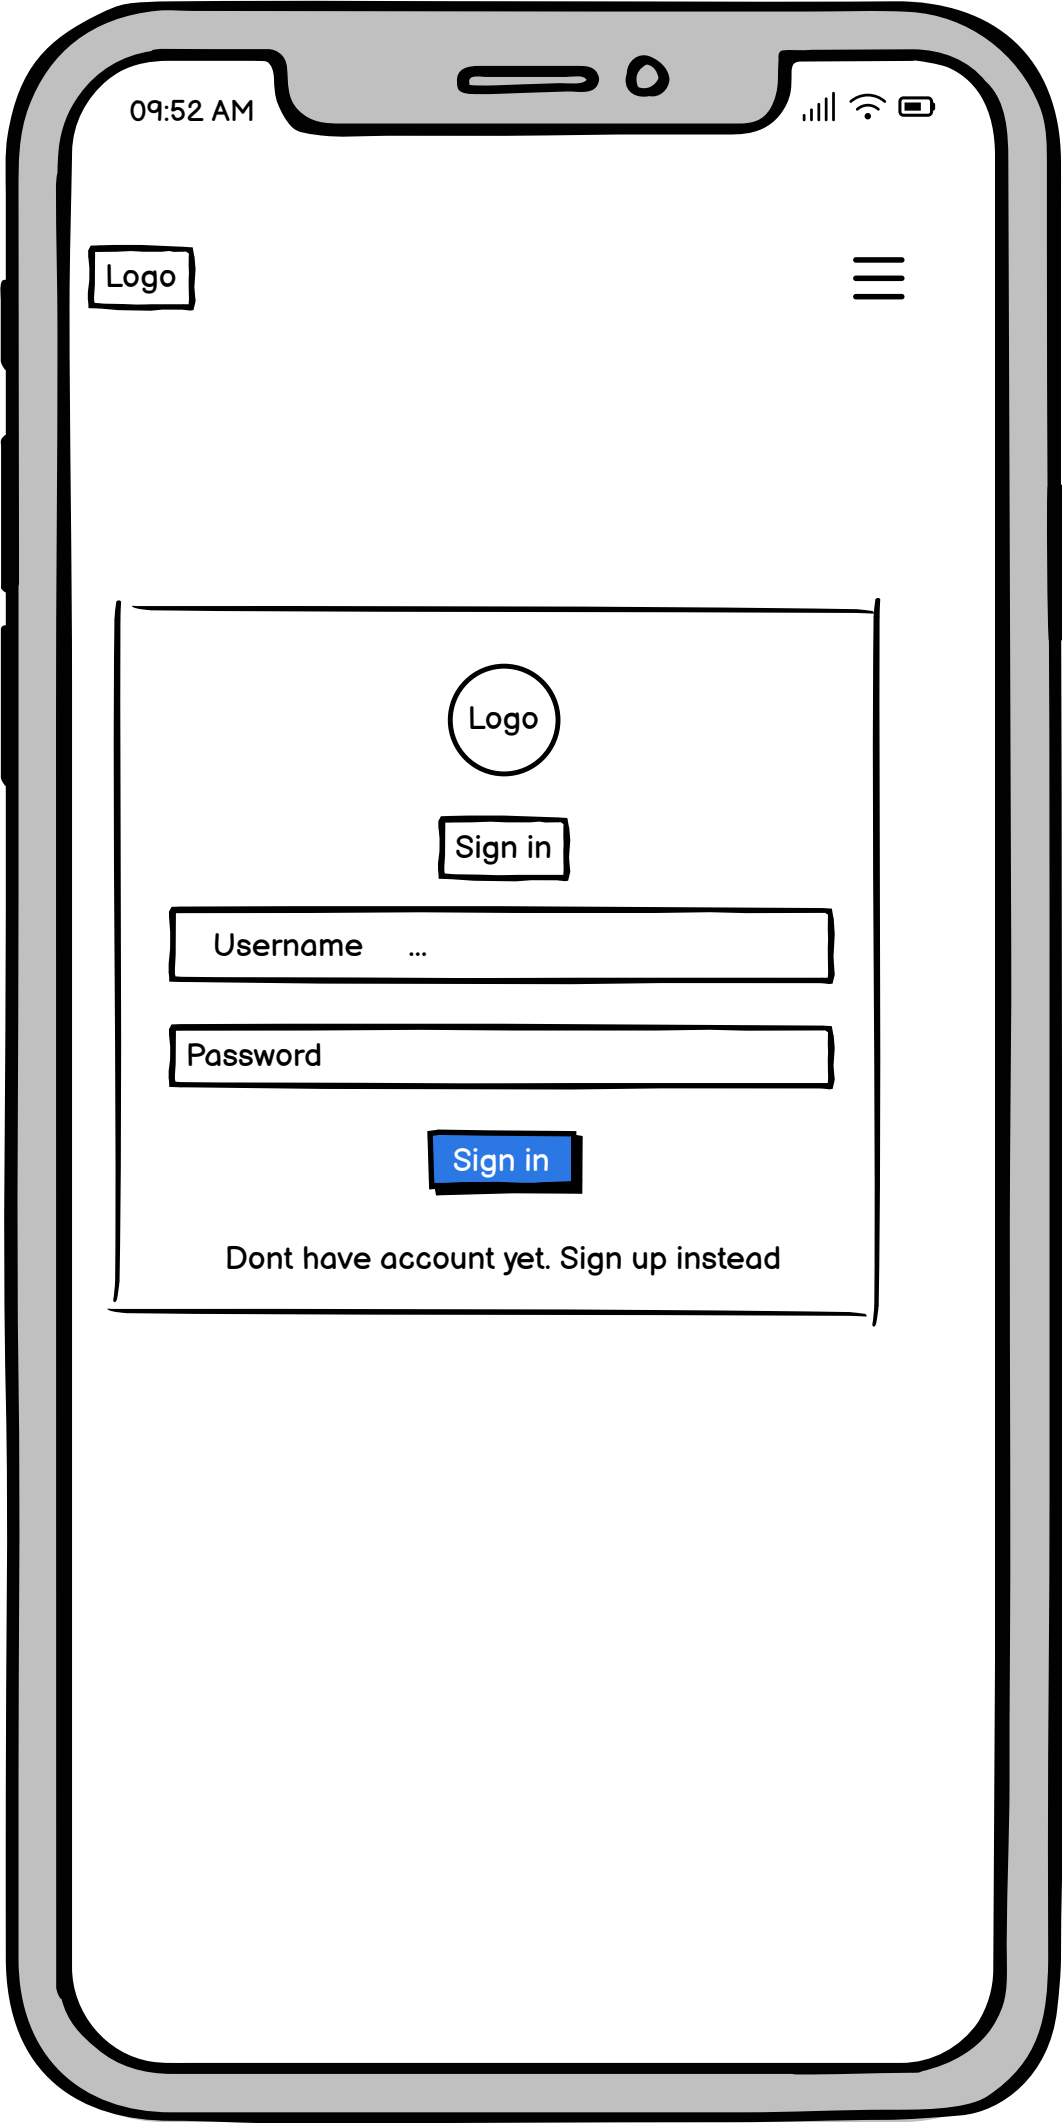 09:52 AM
Logo
Logo
Sign in
Username ...
Password
Sign in
Dont have account yet. Sign up instead